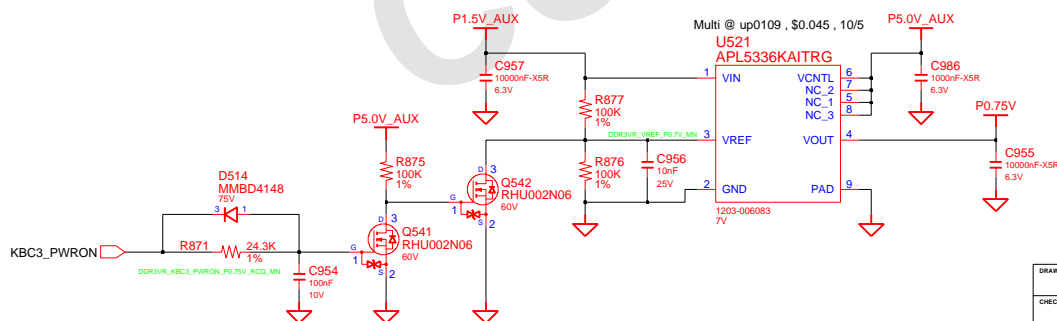 P1.5V_AUX
Multi @ up0109 , $0.045 , 10/5
P5.0V_AUX
U521
APL5336KAITRG
C957
10000nF-X5R
6.3V
1
VIN
VCNTL
6
NC_2
7
NC_1
5
NC_3
8
C986
1000nF-X5R
6.3V
P0.75V
P5.0V_AUX
R877
100K
1%
DDR3VR_VREF_P0.7V_MN
3
VREF
VOUT
4
R875
100K
1%
D
3
Q542
RHU002N06
60V
G
1
S
2
R876
100K
1%
C956
10nF
25V
2
GND
PAD
9
C955
10000nF-X5R
6.3V
1203-006083
7V
D514
MMBD4148
75V
3
1
D
3
Q541
RHU002N06
60V
G
1
S
2
KBC3_PWRON
R871
24.3K
1%
DDR3VR_KBC3_PWRON_P0.75V_RCQ_MN
C954
100nF
10V
DRAW
CHEC